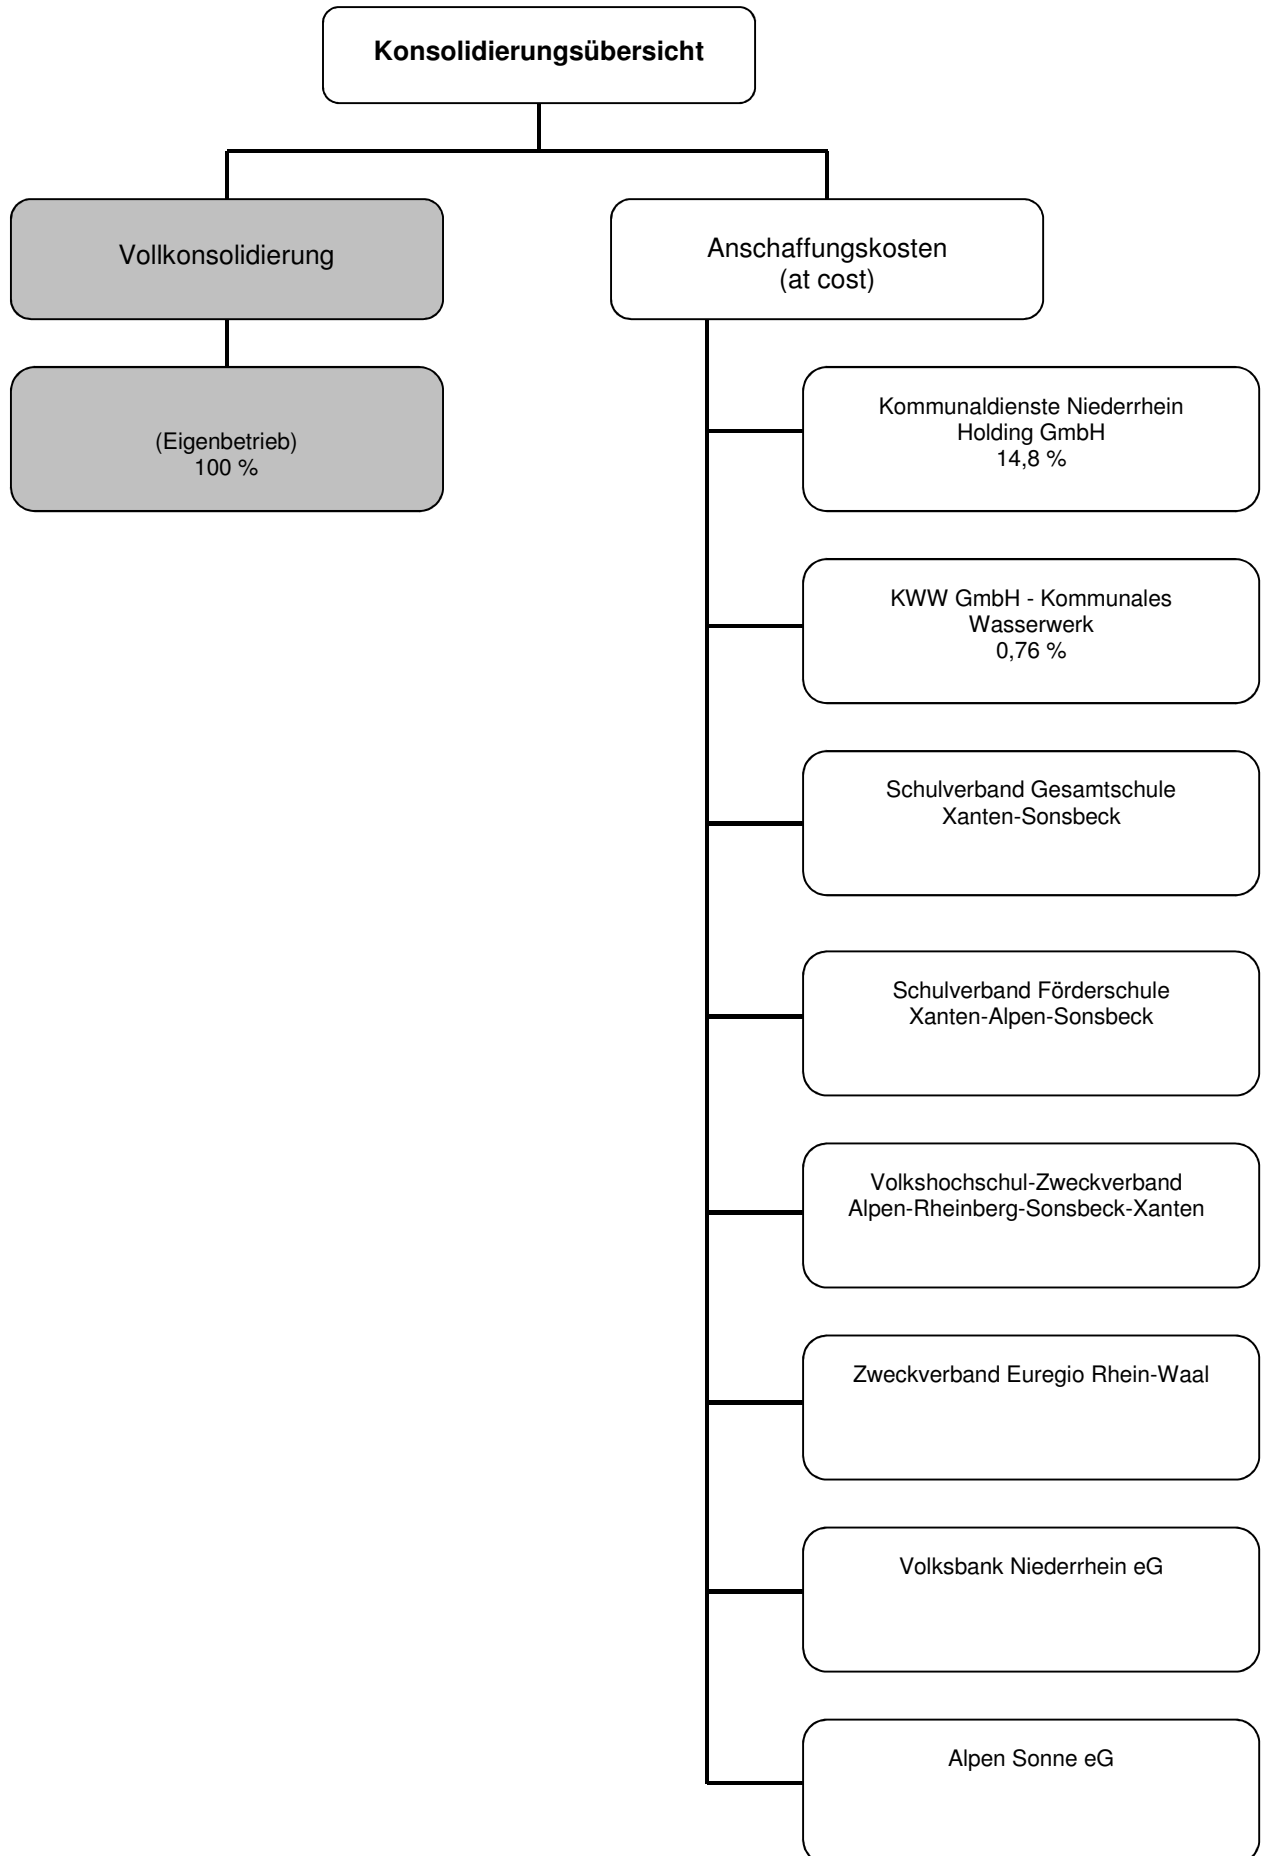 Konsolidierungsübersicht
Vollkonsolidierung
(Eigenbetrieb)
100 %
Anschaffungskosten
(at cost)
Kommunaldienste Niederrhein
Holding GmbH
14,8 %
KWW GmbH - Kommunales
Wasserwerk
0,76 %
Schulverband Gesamtschule
Xanten-Sonsbeck
Schulverband Förderschule
Xanten-Alpen-Sonsbeck
Volkshochschul-Zweckverband
Alpen-Rheinberg-Sonsbeck-Xanten
Zweckverband Euregio Rhein-Waal
Volksbank Niederrhein eG
Alpen Sonne eG